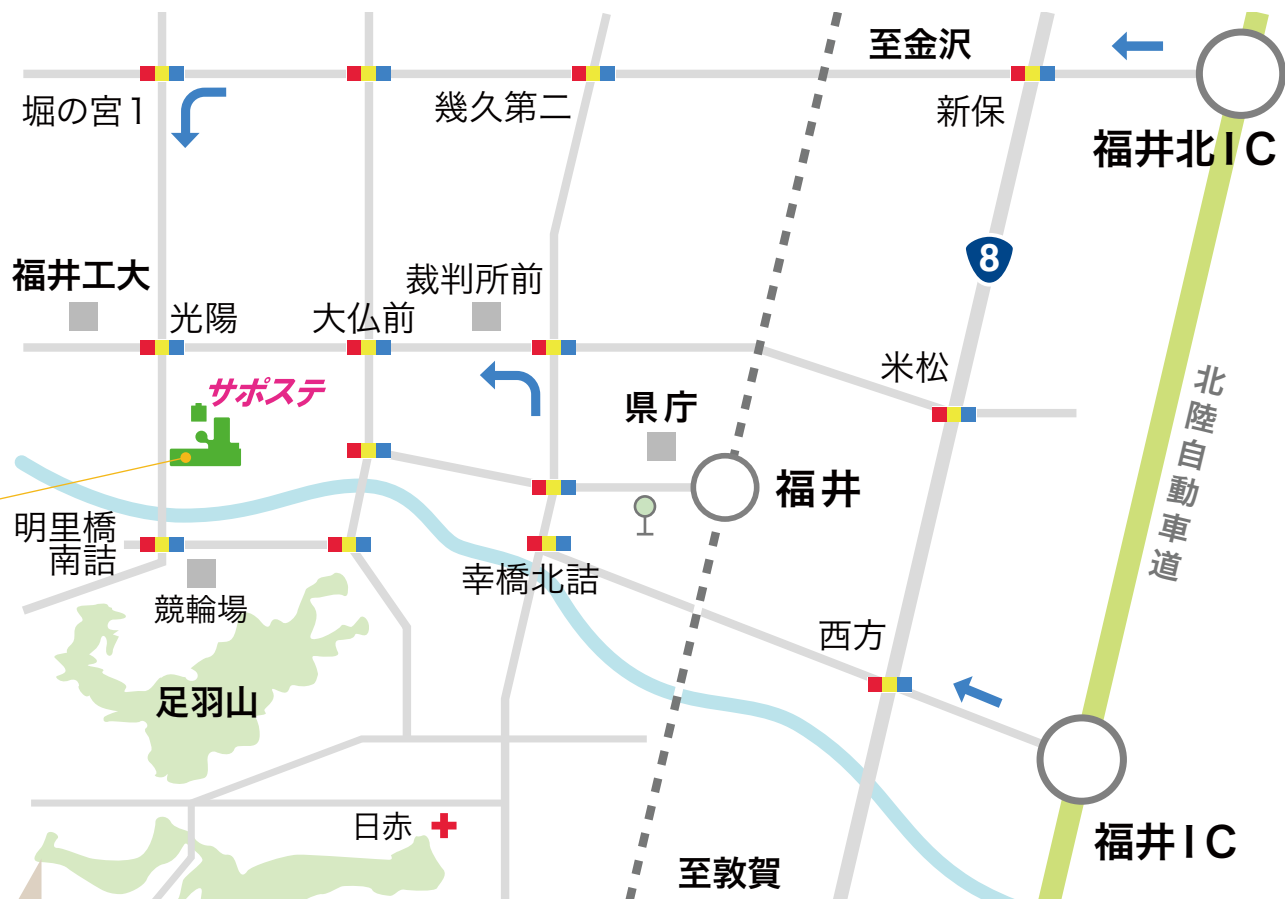 至金沢
堀の宮1
幾久第二
新保
福井北IC
8
福井工大
裁判所前
光陽
大仏前
米松
サポステ
県庁
北陸自動車道
福井
明里橋
南詰
幸橋北詰
競輪場
西方
足羽山
日赤
福井IC
至敦賀